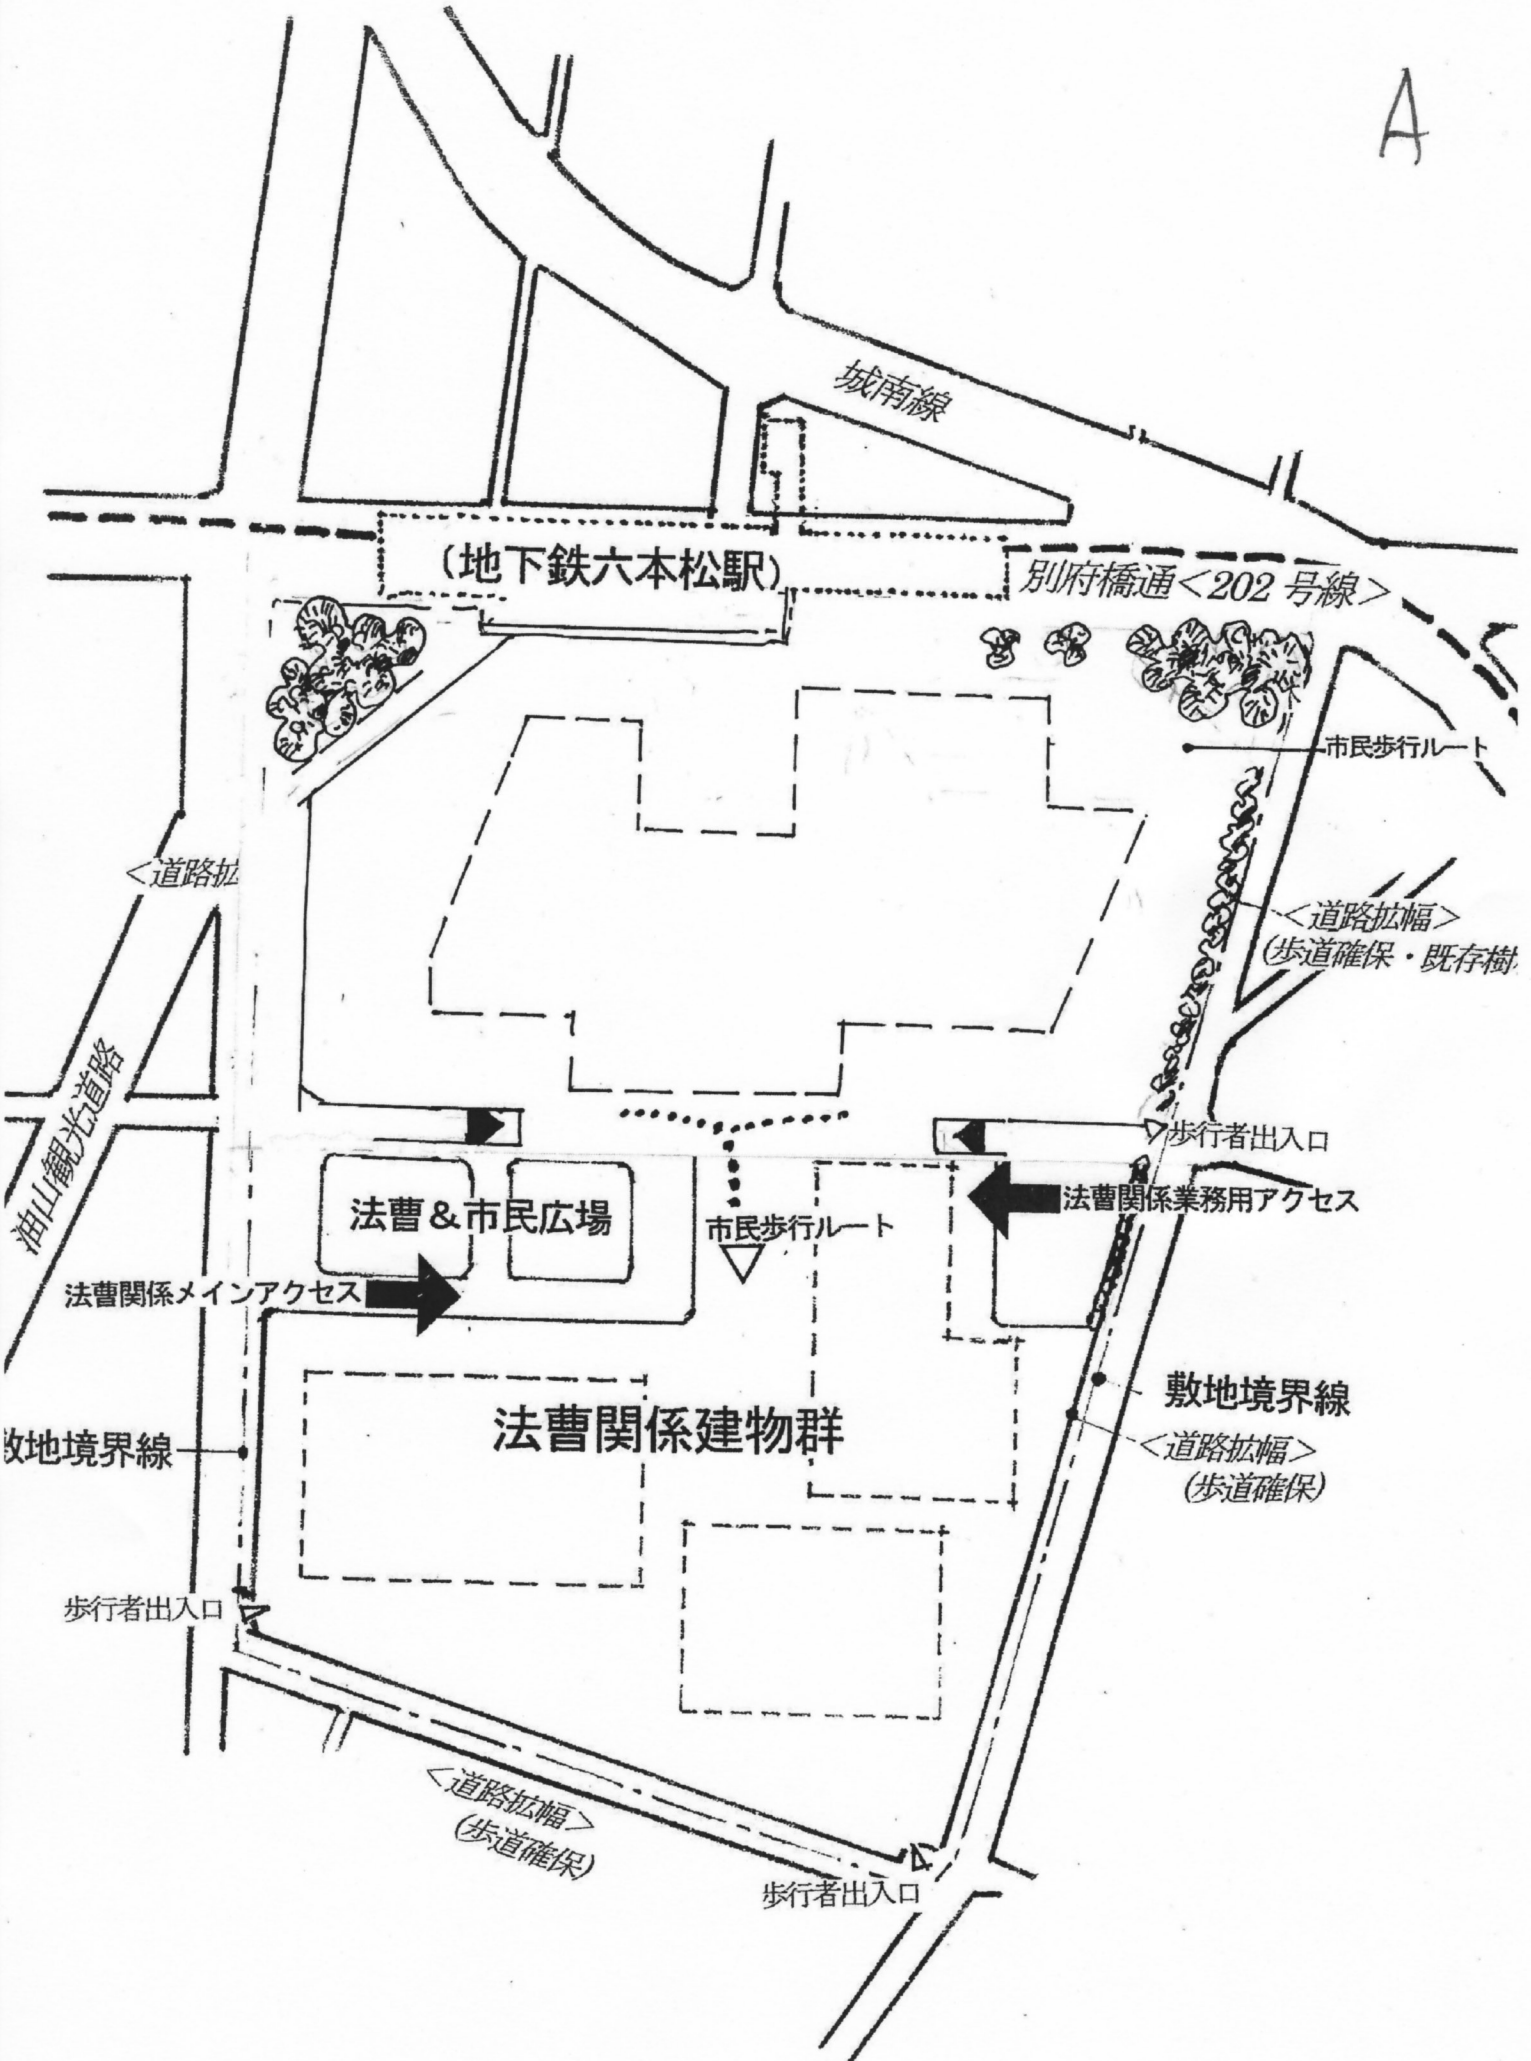 A
城南線
(地下鉄六本松駅)
別府橋通<202 号線>
市民歩行ルート
<道路拡
<道路拡幅>
(歩道確保・既存樹
油山観光道路
歩行者出入口
法曹関係業務用アクセス
法曹&市民広場
市民歩行ルート
法曹関係メインアクセス
敷地境界線
法曹関係建物群
敷地境界線
<道路拡幅>
(歩道確保)
歩行者出入口
<道路拡幅>
(歩道確保)
歩行者出入口